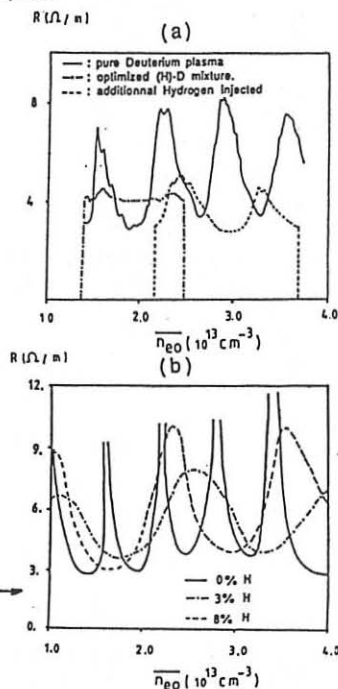 R (Ω/m)
(a)
—— : pure Deuterium plasma
—·—· : optimized (H)-D mixture.
---- : additionnal Hydrogen injected
8
4
1.0 2.0 3.0 4.0
n̅e̅o̅ (10¹³ cm⁻³)
(b)
R (Ω/m)
12.
9.
6.
3.
0.
—— 0% H
—·—· 3% H
---- 8% H
1.0 2.0 3.0 4.0
n̅e̅o̅ (10¹³ cm⁻³)